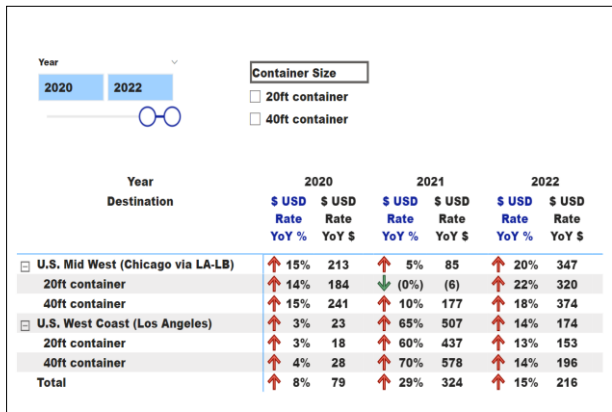 Year
2020 2022
Container Size
20ft container
40ft container
Year 2020 2021 2022
Destination $ USD $ USD $ USD $ USD $ USD $ USD
Rate Rate Rate Rate Rate Rate
YoY % YoY $ YoY % YoY $ YoY % YoY $
U.S. Mid West (Chicago via LA-LB) 15% 213 5% 85 20% 347
20ft container 14% 184 (0%) (6) 22% 320
40ft container 15% 241 10% 177 18% 374
U.S. West Coast (Los Angeles) 3% 23 65% 507 14% 174
20ft container 3% 18 60% 437 13% 153
40ft container 4% 28 70% 578 14% 196
Total 8% 79 29% 324 15% 216